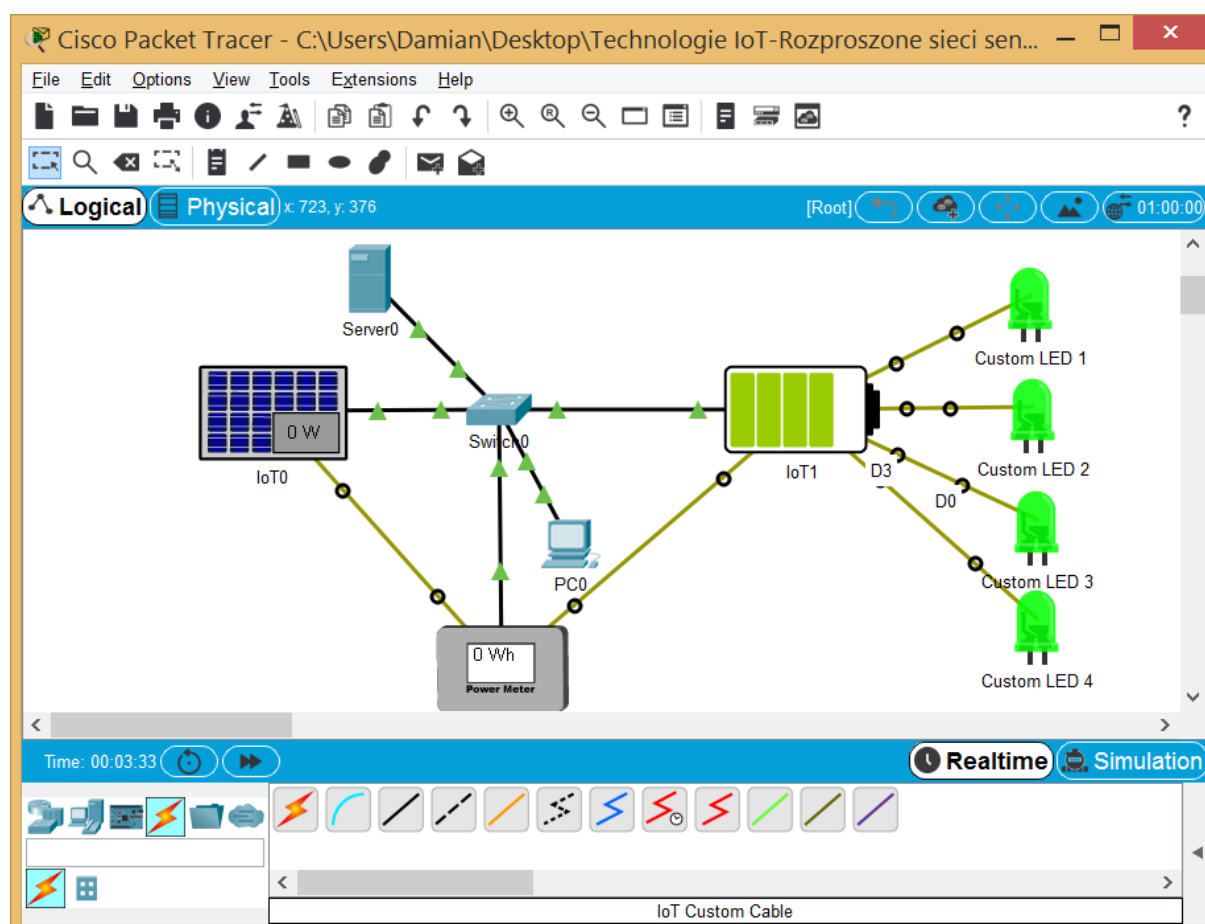 Cisco Packet Tracer - C:\Users\Damian\Desktop\Technologie IoT-Rozproszone sieci sen...
File Edit Options View Tools Extensions Help
R
?
Logical Physical x: 723, y: 376 [Root] 01:00:00
Server0
Custom LED 1
0 W
Switch0
IoT0
IoT1
D3
Custom LED 2
D0
PC0
Custom LED 3
0 Wh
Power Meter
Custom LED 4
Time: 00:03:33 Realtime Simulation
IoT Custom Cable